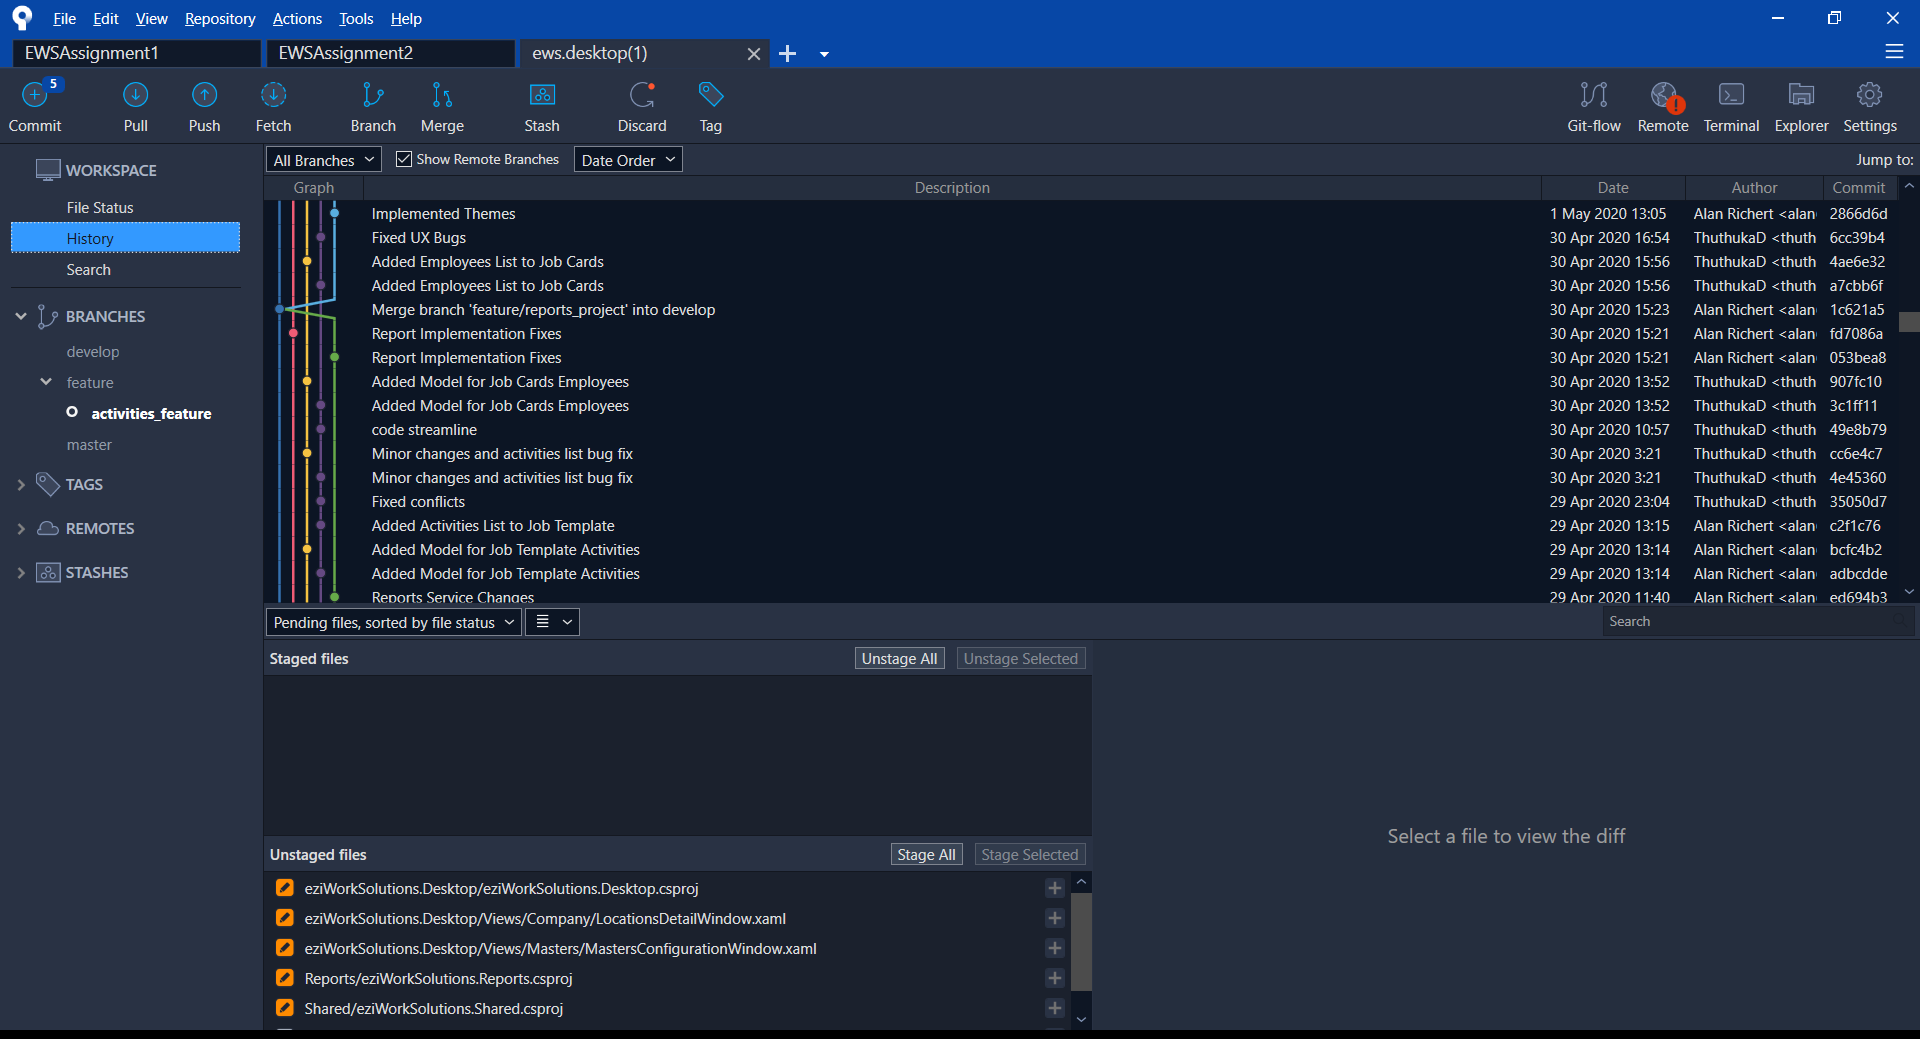 File Edit View Repository Actions Tools Help
EWSAssignment1 EWSAssignment2 ews.desktop(1)
5
Commit Pull Push Fetch Branch Merge Stash Discard Tag Git-flow Remote Terminal Explorer Settings
WORKSPACE
File Status
History
Search
BRANCHES
develop
feature
activities_feature
master
TAGS
REMOTES
STASHES
All Branches Show Remote Branches Date Order Jump to:
Graph Description Date Author Commit
Implemented Themes 1 May 2020 13:05 Alan Richert <alan 2866d6d
Fixed UX Bugs 30 Apr 2020 16:54 ThuthukaD <thuth 6cc39b4
Added Employees List to Job Cards 30 Apr 2020 15:56 ThuthukaD <thuth 4ae6e32
Added Employees List to Job Cards 30 Apr 2020 15:56 ThuthukaD <thuth a7cbb6f
Merge branch 'feature/reports_project' into develop 30 Apr 2020 15:23 Alan Richert <alan 1c621a5
Report Implementation Fixes 30 Apr 2020 15:21 Alan Richert <alan fd7086a
Report Implementation Fixes 30 Apr 2020 15:21 Alan Richert <alan 053bea8
Added Model for Job Cards Employees 30 Apr 2020 13:52 ThuthukaD <thuth 907fc10
Added Model for Job Cards Employees 30 Apr 2020 13:52 ThuthukaD <thuth 3c1ff11
code streamline 30 Apr 2020 10:57 ThuthukaD <thuth 49e8b79
Minor changes and activities list bug fix 30 Apr 2020 3:21 ThuthukaD <thuth cc6e4c7
Minor changes and activities list bug fix 30 Apr 2020 3:21 ThuthukaD <thuth 4e45360
Fixed conflicts 29 Apr 2020 23:04 ThuthukaD <thuth 35050d7
Added Activities List to Job Template 29 Apr 2020 13:15 Alan Richert <alan c2f1c76
Added Model for Job Template Activities 29 Apr 2020 13:14 Alan Richert <alan bcfc4b2
Added Model for Job Template Activities 29 Apr 2020 13:14 Alan Richert <alan adbcdde
Reports Service Changes 29 Apr 2020 11:40 Alan Richert <alan ed694b3
Pending files, sorted by file status Search
Staged files Unstage All Unstage Selected
Select a file to view the diff
Unstaged files Stage All Stage Selected
eziWorkSolutions.Desktop/eziWorkSolutions.Desktop.csproj
eziWorkSolutions.Desktop/Views/Company/LocationsDetailWindow.xaml
eziWorkSolutions.Desktop/Views/Masters/MastersConfigurationWindow.xaml
Reports/eziWorkSolutions.Reports.csproj
Shared/eziWorkSolutions.Shared.csproj